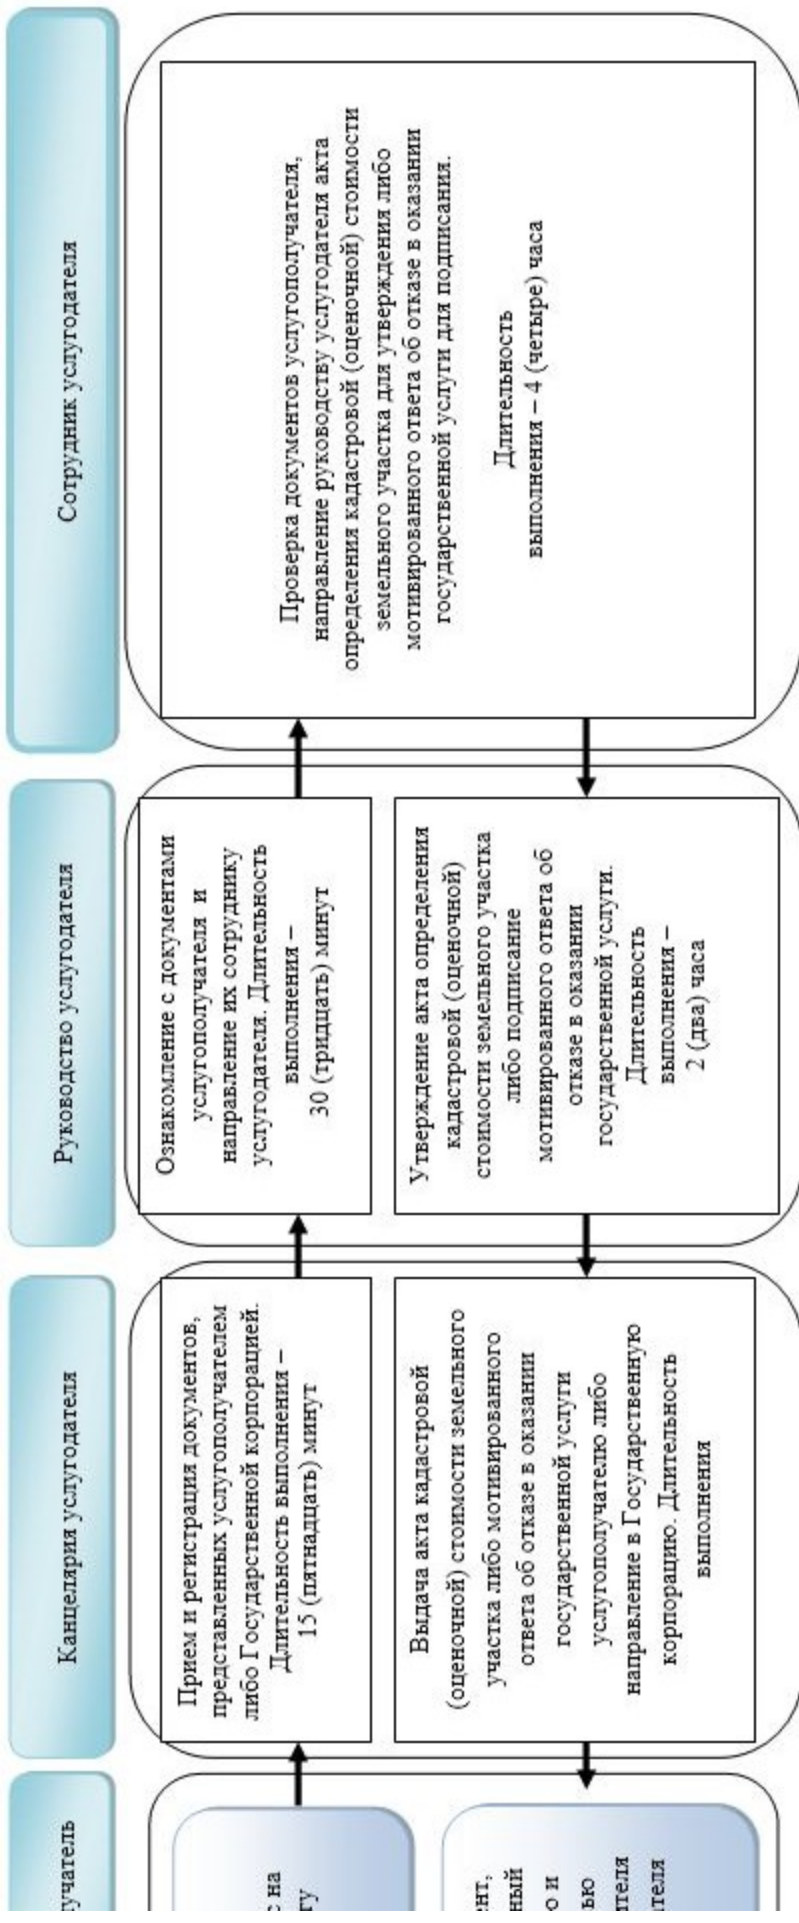 Канцелярия услугодателя
Руководство услугодателя
Сотрудник услугодателя
Прием и регистрация документов,
представленных услугополучателем
либо Государственной корпорацией.
Длительность выполнения –
15 (пятнадцать) минут
Ознакомление с документами
услугополучателя и
направление их сотруднику
услугодателя. Длительность
выполнения –
30 (тридцать) минут
Проверка документов услугополучателя,
направление руководству услугодателя акта
определения кадастровой (оценочной) стоимости
земельного участка для утверждения либо
мотивированного ответа об отказе в оказании
государственной услуги для подписания.
Длительность
выполнения – 4 (четыре) часа
Утверждение акта определения
кадастровой (оценочной)
стоимости земельного участка
либо подписание
мотивированного ответа об
отказе в оказании
государственной услуги.
Длительность
выполнения –
2 (два) часа
Выдача акта кадастровой
(оценочной) стоимости земельного
участка либо мотивированного
ответа об отказе в оказании
государственной услуги
услугополучателю либо
направление в Государственную
корпорацию. Длительность
выполнения